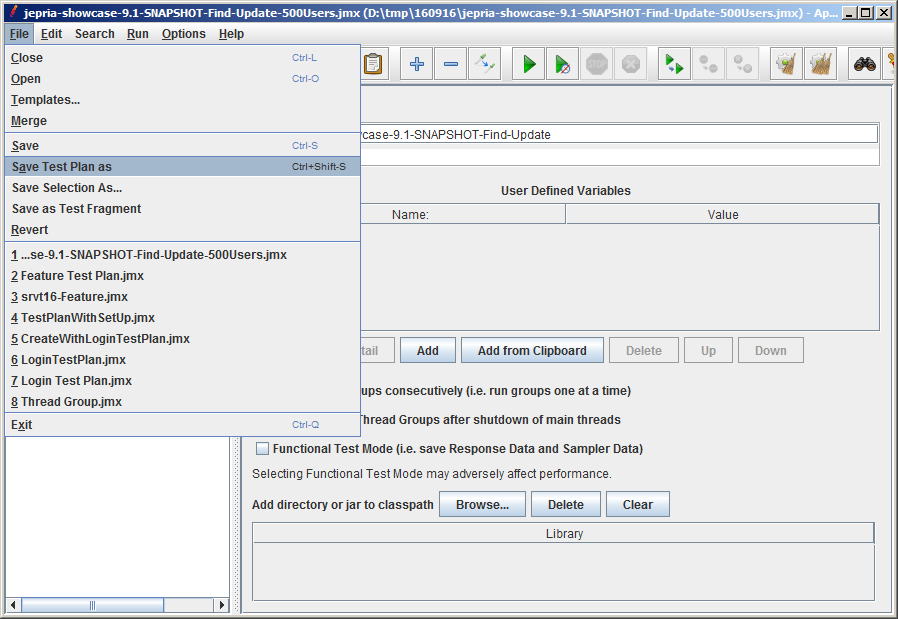 jepria-showcase-9.1-SNAPSHOT-Find-Update-500Users.jmx (D:\tmp\160916\jepria-showcase-9.1-SNAPSHOT-Find-Update-500Users.jmx) - Ap...
File Edit Search Run Options Help
Close Ctrl-L
Open Ctrl-O
Templates...
Merge
Save Ctrl-S
Save Test Plan as Ctrl+Shift-S
Save Selection As...
Save as Test Fragment
Revert
1 ...se-9.1-SNAPSHOT-Find-Update-500Users.jmx
2 Feature Test Plan.jmx
3 srvt16-Feature.jmx
4 TestPlanWithSetUp.jmx
5 CreateWithLoginTestPlan.jmx
6 LoginTestPlan.jmx
7 Login Test Plan.jmx
8 Thread Group.jmx
Exit Ctrl-Q
STOP
case-9.1-SNAPSHOT-Find-Update
User Defined Variables
Name: Value
tail Add Add from Clipboard Delete Up Down
ups consecutively (i.e. run groups one at a time)
Thread Groups after shutdown of main threads
Functional Test Mode (i.e. save Response Data and Sampler Data)
Selecting Functional Test Mode may adversely affect performance.
Add directory or jar to classpath Browse... Delete Clear
Library